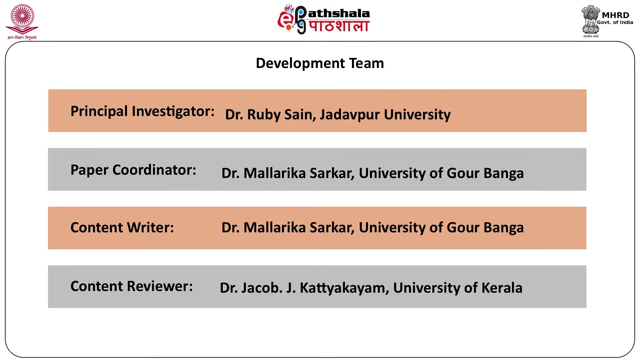 ज्ञान-विज्ञान विमुक्तये
Pathshala
पाठशाला
MHRD
Govt. of India
Development Team
Principal Investigator: Dr. Ruby Sain, Jadavpur University
Paper Coordinator: Dr. Mallarika Sarkar, University of Gour Banga
Content Writer: Dr. Mallarika Sarkar, University of Gour Banga
Content Reviewer: Dr. Jacob. J. Kattyakayam, University of Kerala